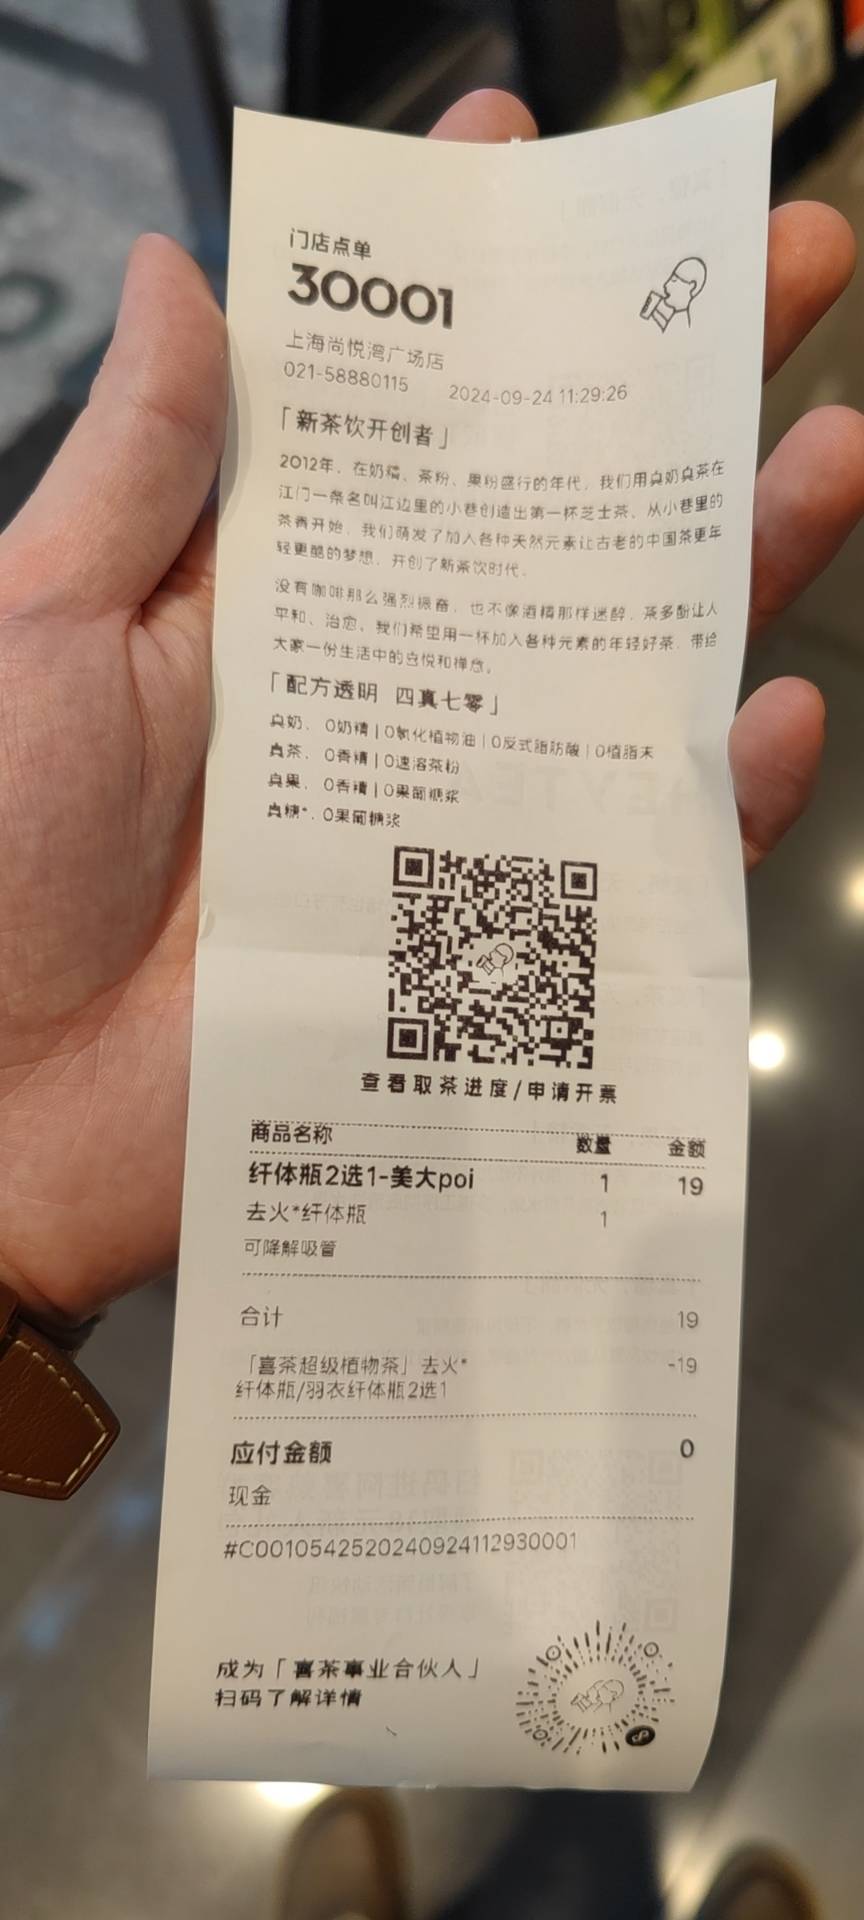 门店点单
30001
上海尚悦湾广场店
021-58880115 2024-09-24 11:29:26
「新茶饮开创者」
2012年，在奶精、茶粉、果粉盛行的年代，我们用真奶真茶在
江门一条名叫江边里的小巷创造出第一杯芝士茶。从小巷里的
茶香开始，我们萌发了加入各种天然元素让古老的中国茶更年
轻更酷的梦想，开创了新茶饮时代。
没有咖啡那么强烈振奋，也不像酒精那样迷醉，茶多酚让人
平和、治愈。我们希望用一杯加入各种元素的年轻好茶，带给
大家一份生活中的喜悦和禅意。
「配方透明 四真七零」
真奶，0奶精 | 0氢化植物油 | 0反式脂肪酸 | 0植脂末
真茶，0香精 | 0速溶茶粉
真果，0香精 | 0果葡糖浆
真糖*，0果葡糖浆
查看取茶进度/申请开票
商品名称 数量 金额
纤体瓶2选1-美大poi 1 19
去火*纤体瓶 1
可降解吸管
合计 19
「喜茶超级植物茶」去火* -19
纤体瓶/羽衣纤体瓶2选1
应付金额 0
现金
#C0010542520240924112930001
成为「喜茶事业合伙人」
扫码了解详情